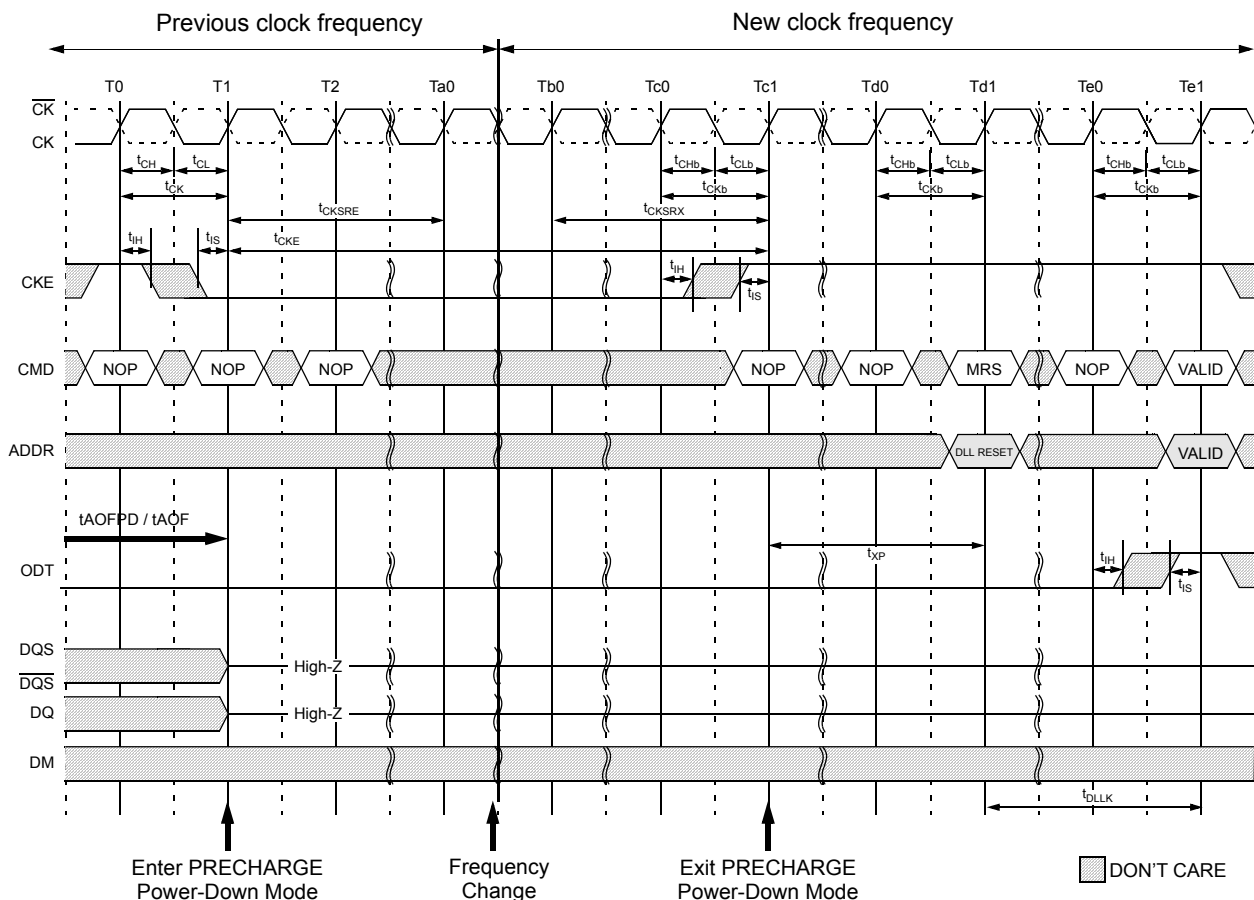 Previous clock frequency New clock frequency
T0 T1 T2 Ta0 Tb0 Tc0 Tc1 Td0 Td1 Te0 Te1
CK
CK
tCH tCL tCHb tCLb tCHb tCLb tCHb tCLb
tCK tCKb tCKb tCKb
tCKSRE tCKSRX
tIH tIS tCKE
CKE tIH tIS
CMD NOP NOP NOP NOP NOP MRS NOP VALID
ADDR DLL RESET VALID
tAOFPD / tAOF
tXP
ODT tIH tIS
DQS
High-Z
DQS
DQ High-Z
DM
tDLLK
Enter PRECHARGE
Power-Down Mode
Frequency
Change
Exit PRECHARGE
Power-Down Mode
DON'T CARE